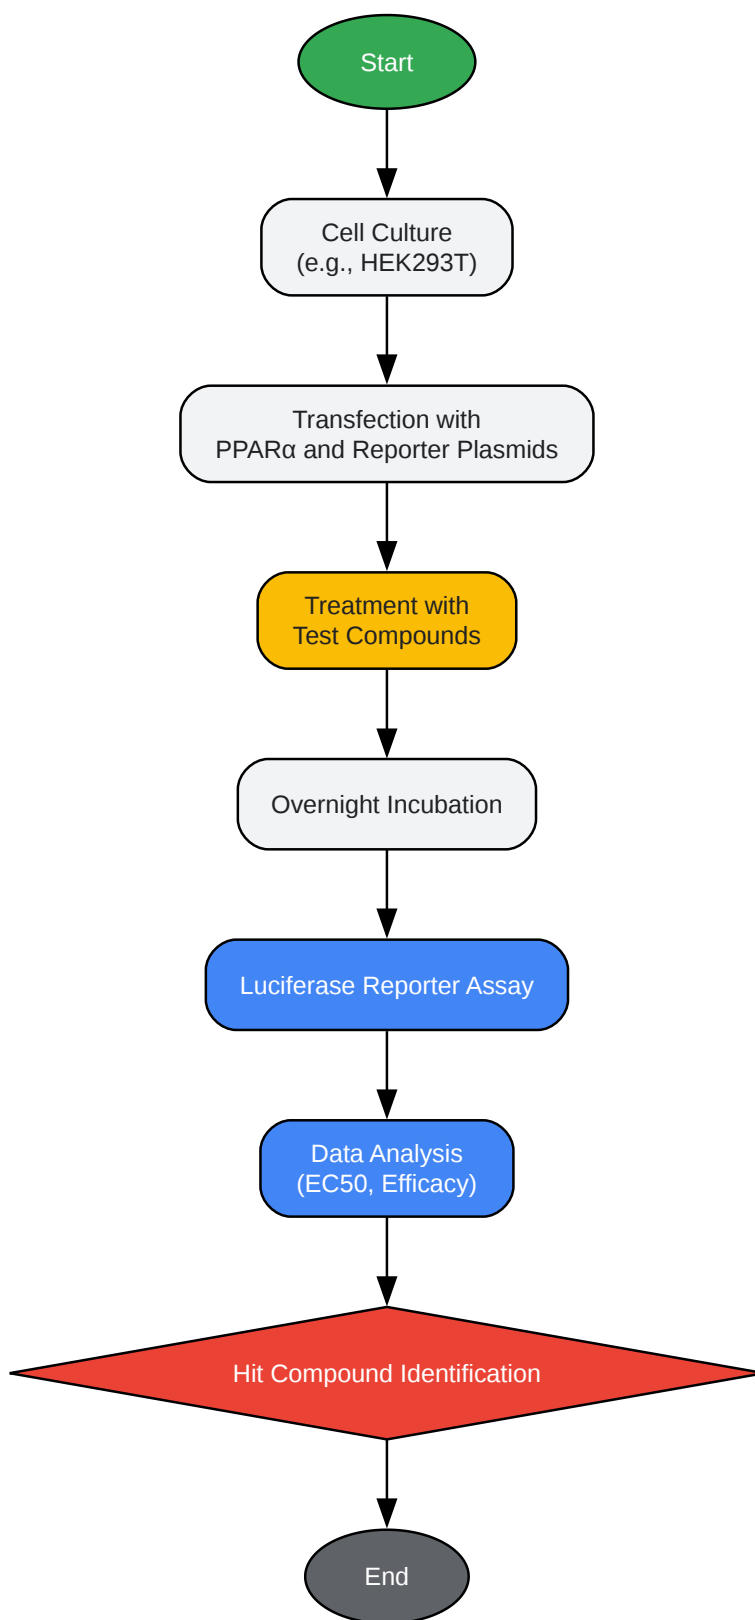 Start
Cell Culture
(e.g., HEK293T)
Transfection with
PPARα and Reporter Plasmids
Treatment with
Test Compounds
Overnight Incubation
Luciferase Reporter Assay
Data Analysis
(EC50, Efficacy)
Hit Compound Identification
End